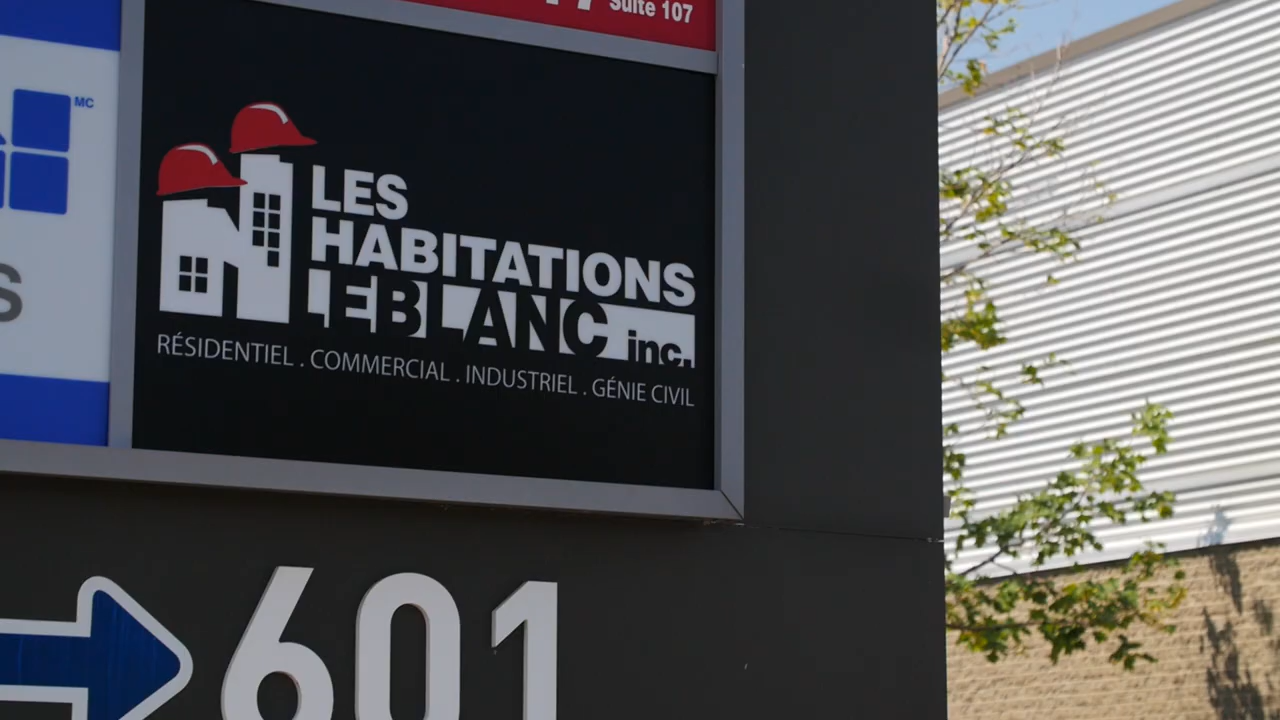 Suite 107
MC
LES
HABITATIONS
LEBLANC inc.
RÉSIDENTIEL . COMMERCIAL . INDUSTRIEL . GÉNIE CIVIL
601